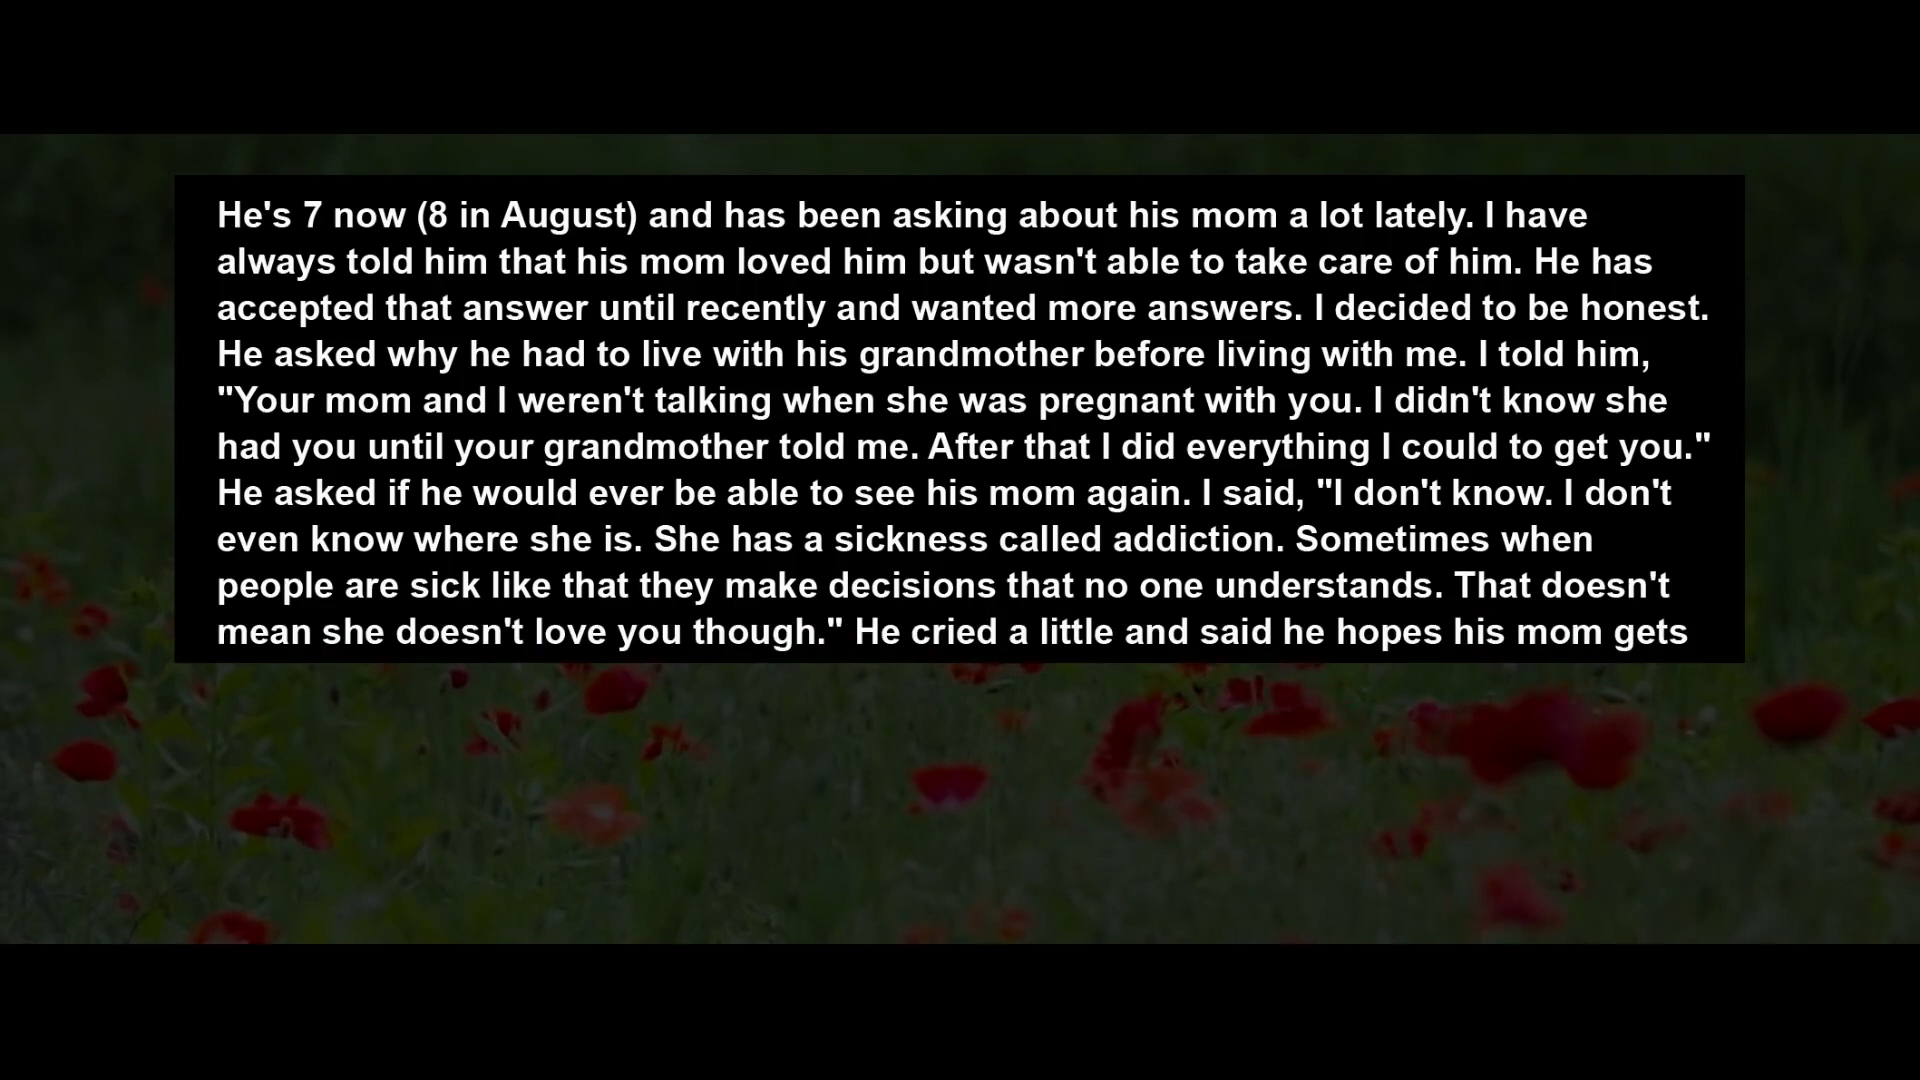 He's 7 now (8 in August) and has been asking about his mom a lot lately. I have
always told him that his mom loved him but wasn't able to take care of him. He has
accepted that answer until recently and wanted more answers. I decided to be honest.
He asked why he had to live with his grandmother before living with me. I told him,
"Your mom and I weren't talking when she was pregnant with you. I didn't know she
had you until your grandmother told me. After that I did everything I could to get you."
He asked if he would ever be able to see his mom again. I said, "I don't know. I don't
even know where she is. She has a sickness called addiction. Sometimes when
people are sick like that they make decisions that no one understands. That doesn't
mean she doesn't love you though." He cried a little and said he hopes his mom gets